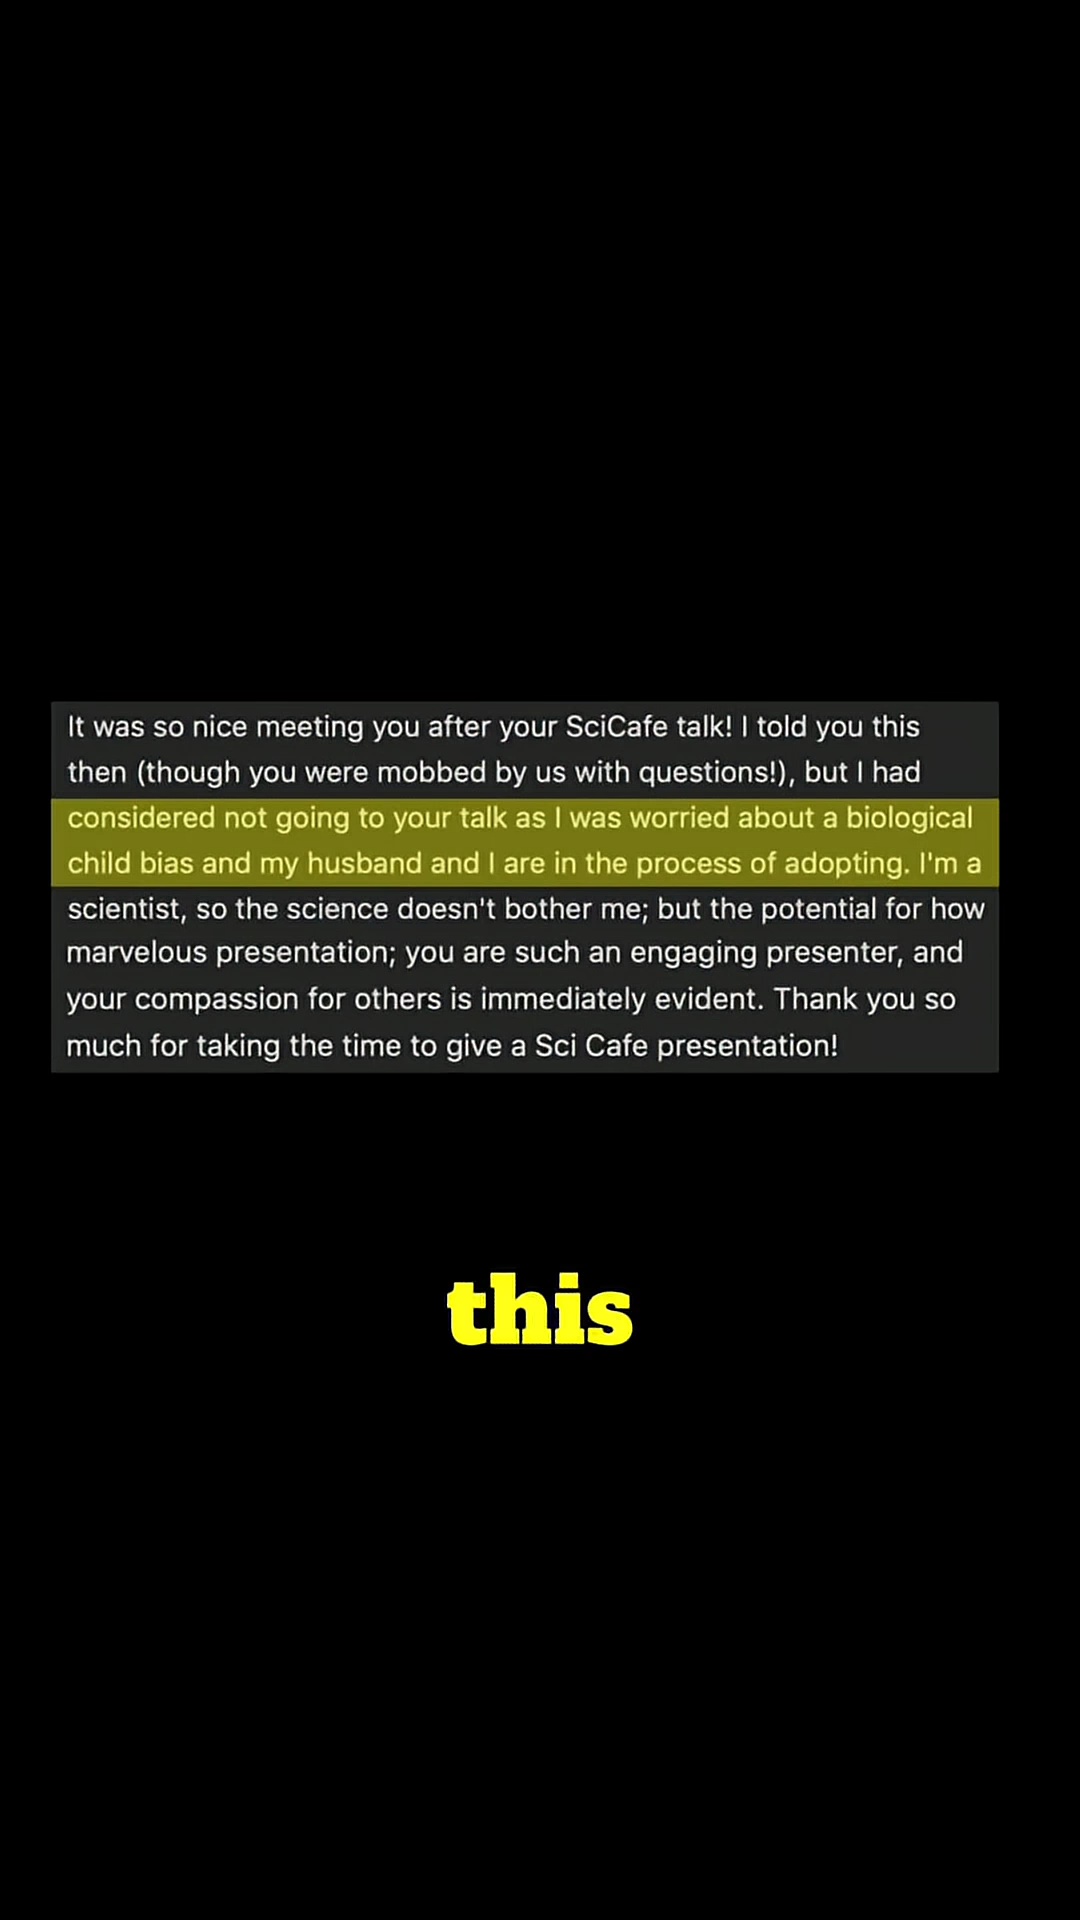 It was so nice meeting you after your SciCafe talk! I told you this
then (though you were mobbed by us with questions!), but I had
considered not going to your talk as I was worried about a biological
child bias and my husband and I are in the process of adopting. I'm a
scientist, so the science doesn't bother me; but the potential for how
marvelous presentation; you are such an engaging presenter, and
your compassion for others is immediately evident. Thank you so
much for taking the time to give a Sci Cafe presentation!
this